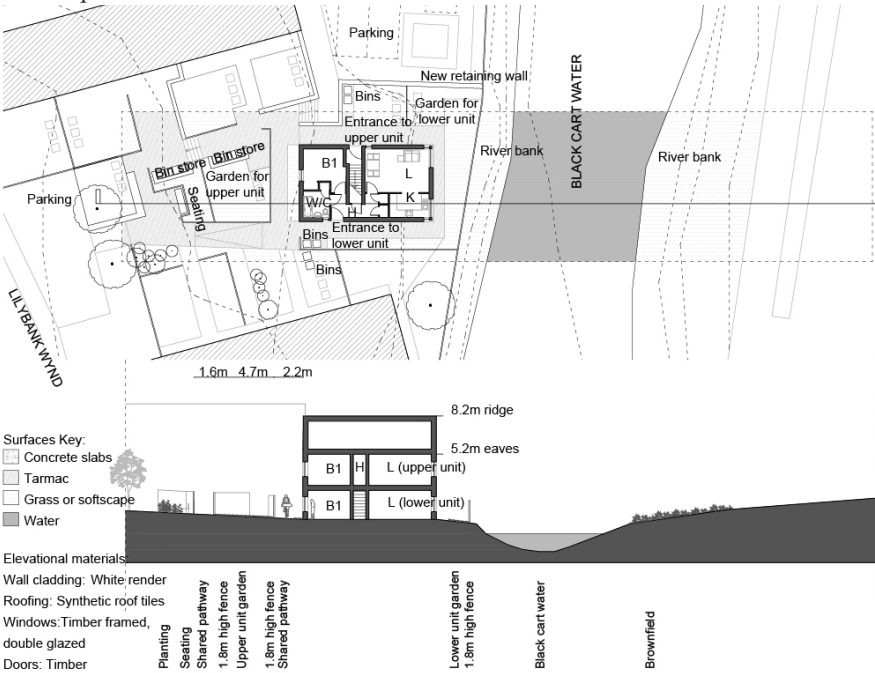 Parking
New retaining wall
Bins
Garden for
lower unit
Entrance to
upper unit
BLACK CART WATER
River bank
River bank
B1
L
K
W/C
H
Bin store
Bin store
Garden for
upper unit
Seating
Parking
Bins
Entrance to
lower unit
Bins
LILYBANK WYND
1.6m 4.7m 2.2m
8.2m ridge
5.2m eaves
B1
H
L (upper unit)
B1
L (lower unit)
Surfaces Key:
Concrete slabs
Tarmac
Grass or softscape
Water
Elevational materials:
Wall cladding: White render
Roofing: Synthetic roof tiles
Windows:Timber framed,
double glazed
Doors: Timber
Planting
Seating
Shared pathway
1.8m high fence
Upper unit garden
1.8m high fence
Shared pathway
Lower unit garden
1.8m high fence
Black cart water
Brownfield